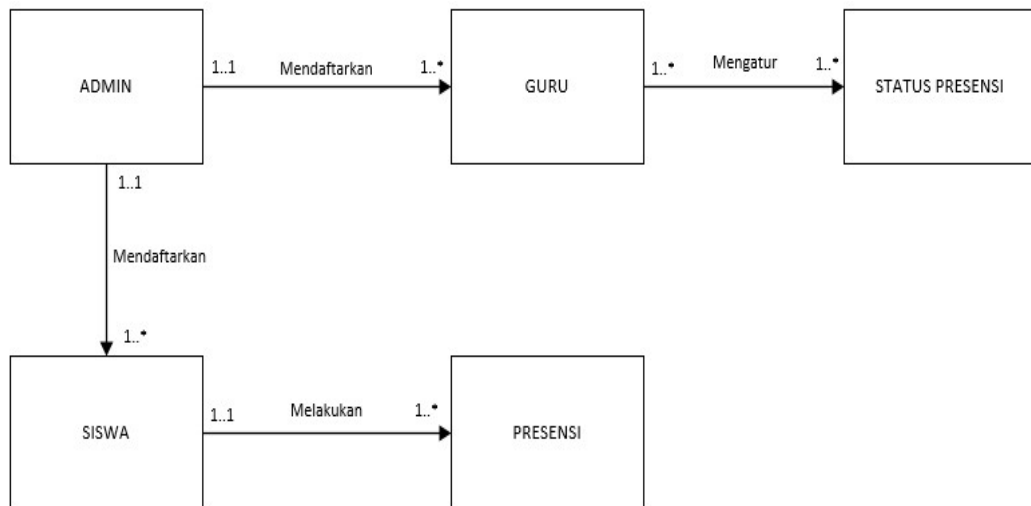 ADMIN
1..1
Mendaftarkan
1..*
GURU
1..*
Mengatur
1..*
STATUS PRESENSI
1..1
Mendaftarkan
1..*
SISWA
1..1
Melakukan
1..*
PRESENSI